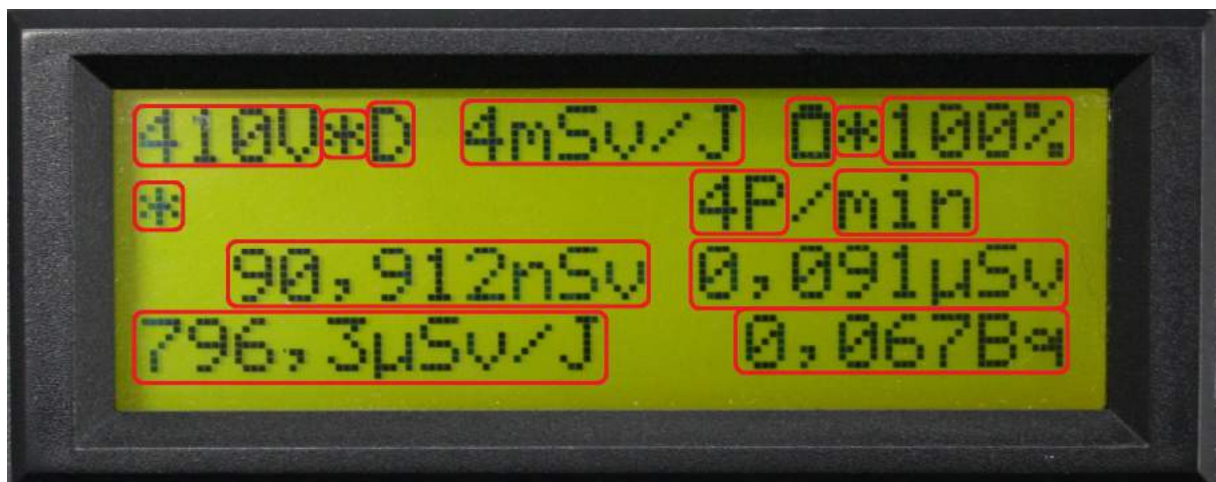 410V*D 4mSv/J *100%
* 4P/min
90,912nSv 0,091µSv
796,3µSv/J 0,067Bq